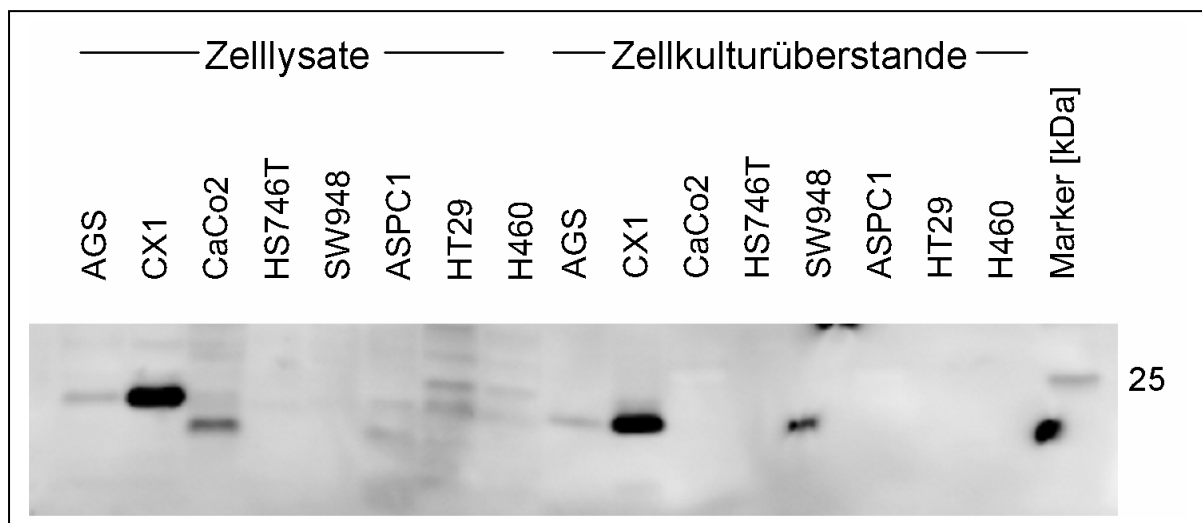 Zelllysate Zellkulturüberstande
AGS CX1 CaCo2 HS746T SW948 ASPC1 HT29 H460 AGS CX1 CaCo2 HS746T SW948 ASPC1 HT29 H460 Marker [kDa]
25